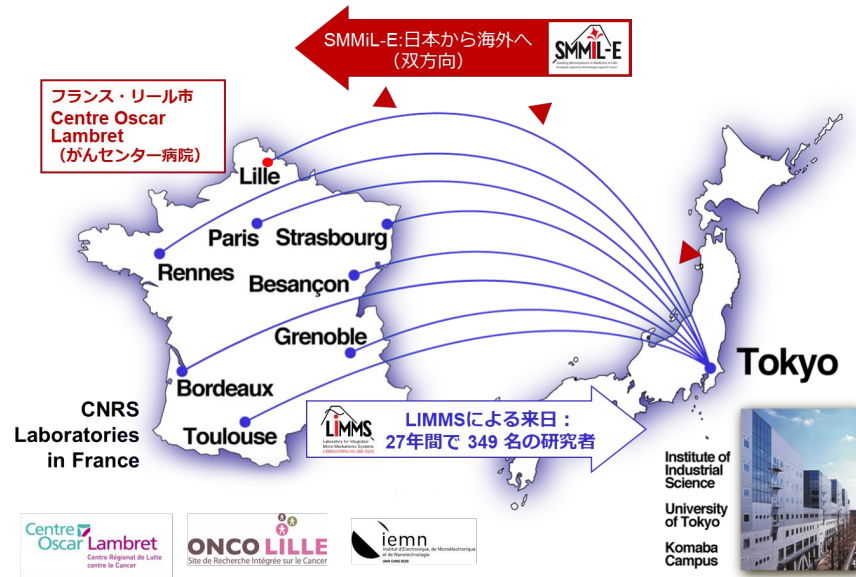 SMMiL-E:日本から海外へ
（双方向）
SMMiL-E
フランス・リール市
Centre Oscar
Lambret
（がんセンター病院）
Lille
Paris
Strasbourg
Rennes
Besançon
Grenoble
Tokyo
Bordeaux
Toulouse
CNRS
Laboratories
in France
LIMMS
Laboratory for Integrated
Micro Mechatronic Systems
LIMMSによる来日：
27年間で 349 名の研究者
Institute of
Industrial
Science
University
of Tokyo
Komaba
Campus
Centre
Oscar Lambret
Centre Régional de Lutte
contre le Cancer
ONCO LILLE
Site de Recherche Intégrée sur le Cancer
iemn
Institut d'Electronique, de Microélectronique
et de Nanotechnologie
UMR CNRS 8520